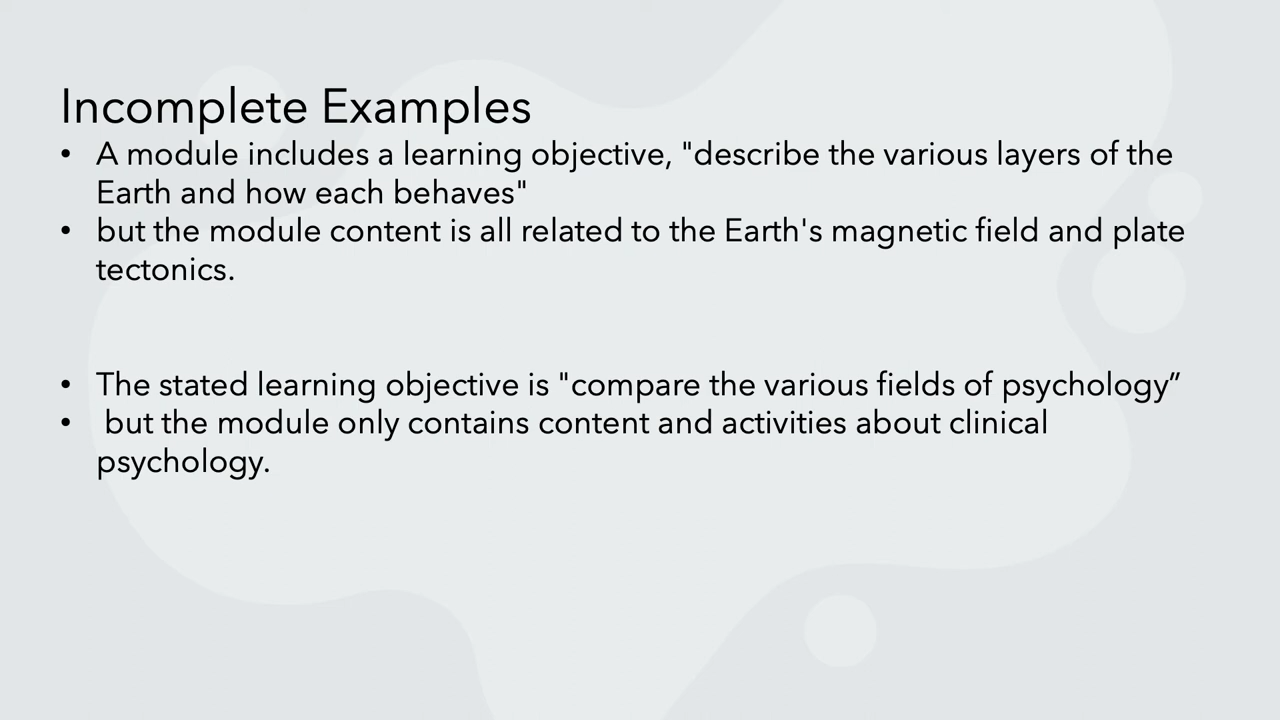 Incomplete Examples
• A module includes a learning objective, "describe the various layers of the
Earth and how each behaves"
• but the module content is all related to the Earth's magnetic field and plate
tectonics.
• The stated learning objective is "compare the various fields of psychology”
• but the module only contains content and activities about clinical
psychology.